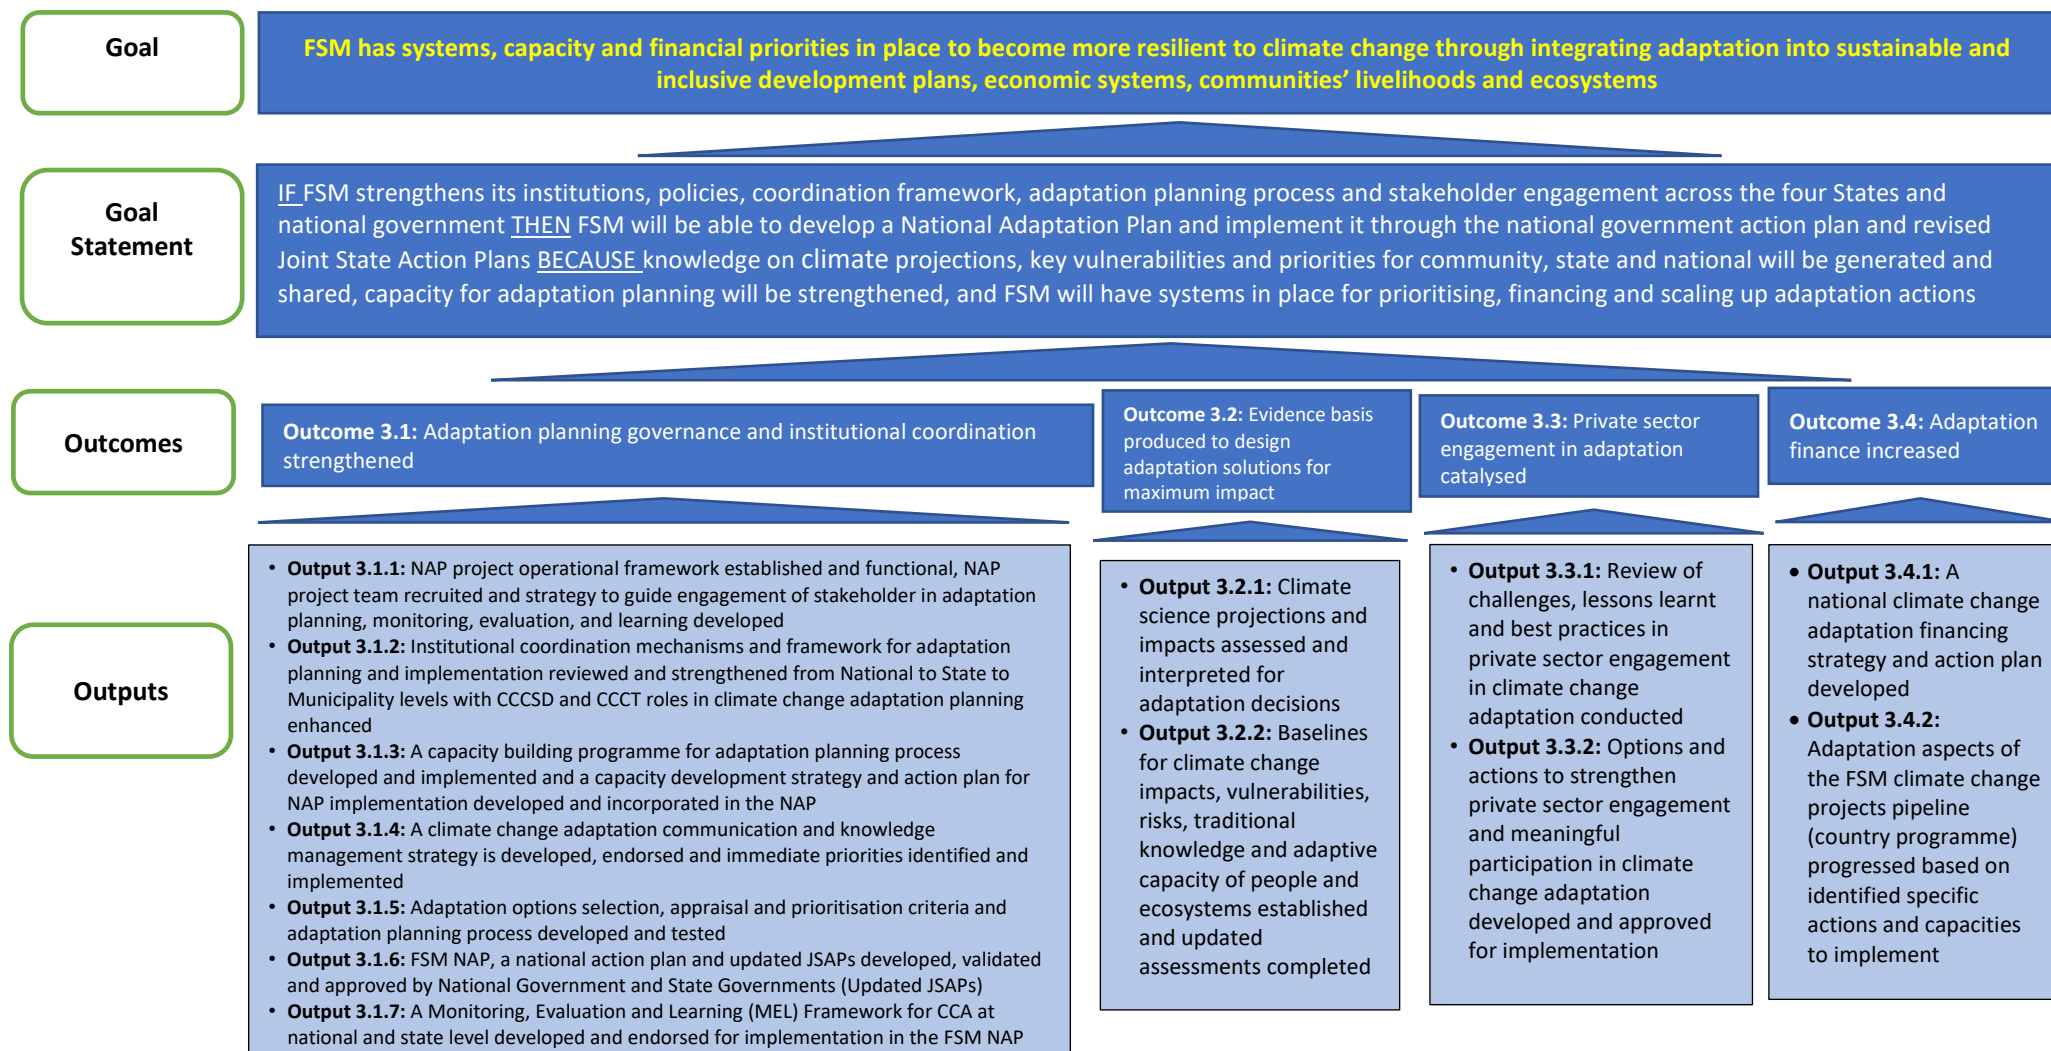 Goal
FSM has systems, capacity and financial priorities in place to become more resilient to climate change through integrating adaptation into sustainable and
inclusive development plans, economic systems, communities’ livelihoods and ecosystems
Goal
Statement
IF FSM strengthens its institutions, policies, coordination framework, adaptation planning process and stakeholder engagement across the four States and
national government THEN FSM will be able to develop a National Adaptation Plan and implement it through the national government action plan and revised
Joint State Action Plans BECAUSE knowledge on climate projections, key vulnerabilities and priorities for community, state and national will be generated and
shared, capacity for adaptation planning will be strengthened, and FSM will have systems in place for prioritising, financing and scaling up adaptation actions
Outcomes
Outcome 3.1: Adaptation planning governance and institutional coordination
strengthened
Outcome 3.2: Evidence basis
produced to design
adaptation solutions for
maximum impact
Outcome 3.3: Private sector
engagement in adaptation
catalysed
Outcome 3.4: Adaptation
finance increased
Outputs
• Output 3.1.1: NAP project operational framework established and functional, NAP
project team recruited and strategy to guide engagement of stakeholder in adaptation
planning, monitoring, evaluation, and learning developed
• Output 3.1.2: Institutional coordination mechanisms and framework for adaptation
planning and implementation reviewed and strengthened from National to State to
Municipality levels with CCCSD and CCCT roles in climate change adaptation planning
enhanced
• Output 3.1.3: A capacity building programme for adaptation planning process
developed and implemented and a capacity development strategy and action plan for
NAP implementation developed and incorporated in the NAP
• Output 3.1.4: A climate change adaptation communication and knowledge
management strategy is developed, endorsed and immediate priorities identified and
implemented
• Output 3.1.5: Adaptation options selection, appraisal and prioritisation criteria and
adaptation planning process developed and tested
• Output 3.1.6: FSM NAP, a national action plan and updated JSAPs developed, validated
and approved by National Government and State Governments (Updated JSAPs)
• Output 3.1.7: A Monitoring, Evaluation and Learning (MEL) Framework for CCA at
national and state level developed and endorsed for implementation in the FSM NAP
• Output 3.2.1: Climate
science projections and
impacts assessed and
interpreted for
adaptation decisions
• Output 3.2.2: Baselines
for climate change
impacts, vulnerabilities,
risks, traditional
knowledge and adaptive
capacity of people and
ecosystems established
and updated
assessments completed
• Output 3.3.1: Review of
challenges, lessons learnt
and best practices in
private sector engagement
in climate change
adaptation conducted
• Output 3.3.2: Options and
actions to strengthen
private sector engagement
and meaningful
participation in climate
change adaptation
developed and approved
for implementation
• Output 3.4.1: A
national climate change
adaptation financing
strategy and action plan
developed
• Output 3.4.2:
Adaptation aspects of
the FSM climate change
projects pipeline
(country programme)
progressed based on
identified specific
actions and capacities
to implement